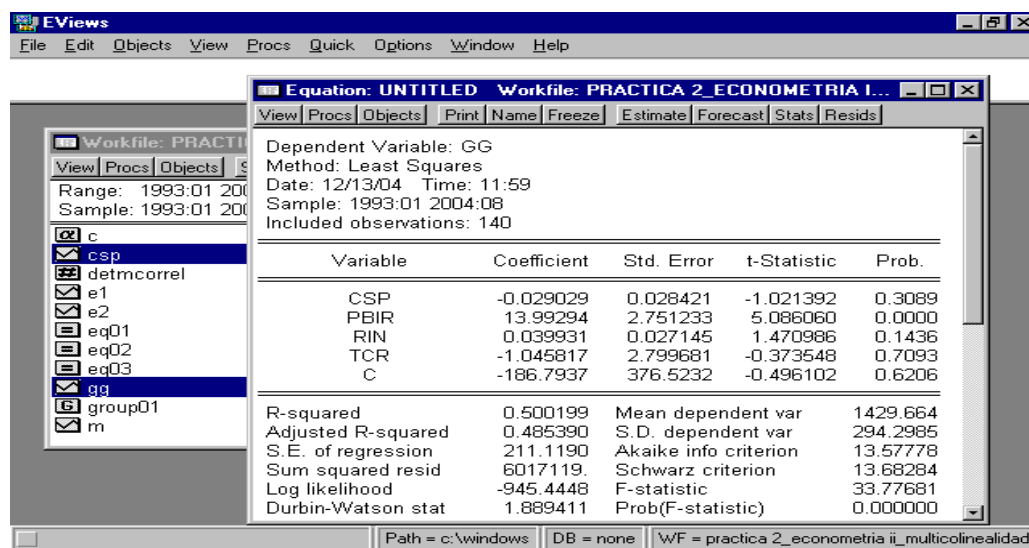 EViews
File Edit Objects View Procs Quick Options Window Help
Equation: UNTITLED Workfile: PRACTICA 2_ECONOMETRIA I...
View Procs Objects Print Name Freeze Estimate Forecast Stats Resids
Workfile: PRACTI
View Procs Objects S
Range: 1993:01 200
Sample: 1993:01 200
c
csp
detmcorrel
e1
e2
eq01
eq02
eq03
gg
group01
m
Dependent Variable: GG
Method: Least Squares
Date: 12/13/04 Time: 11:59
Sample: 1993:01 2004:08
Included observations: 140
Variable Coefficient Std. Error t-Statistic Prob.
CSP -0.029029 0.028421 -1.021392 0.3089
PBIR 13.99294 2.751233 5.086060 0.0000
RIN 0.039931 0.027145 1.470986 0.1436
TCR -1.045817 2.799681 -0.373548 0.7093
C -186.7937 376.5232 -0.496102 0.6206
R-squared 0.500199 Mean dependent var 1429.664
Adjusted R-squared 0.485390 S.D. dependent var 294.2985
S.E. of regression 211.1190 Akaike info criterion 13.57778
Sum squared resid 6017119. Schwarz criterion 13.68284
Log likelihood -945.4448 F-statistic 33.77681
Durbin-Watson stat 1.889411 Prob(F-statistic) 0.000000
Path = c:\windows DB = none WF = practica 2_econometria ii_multicolinealidad